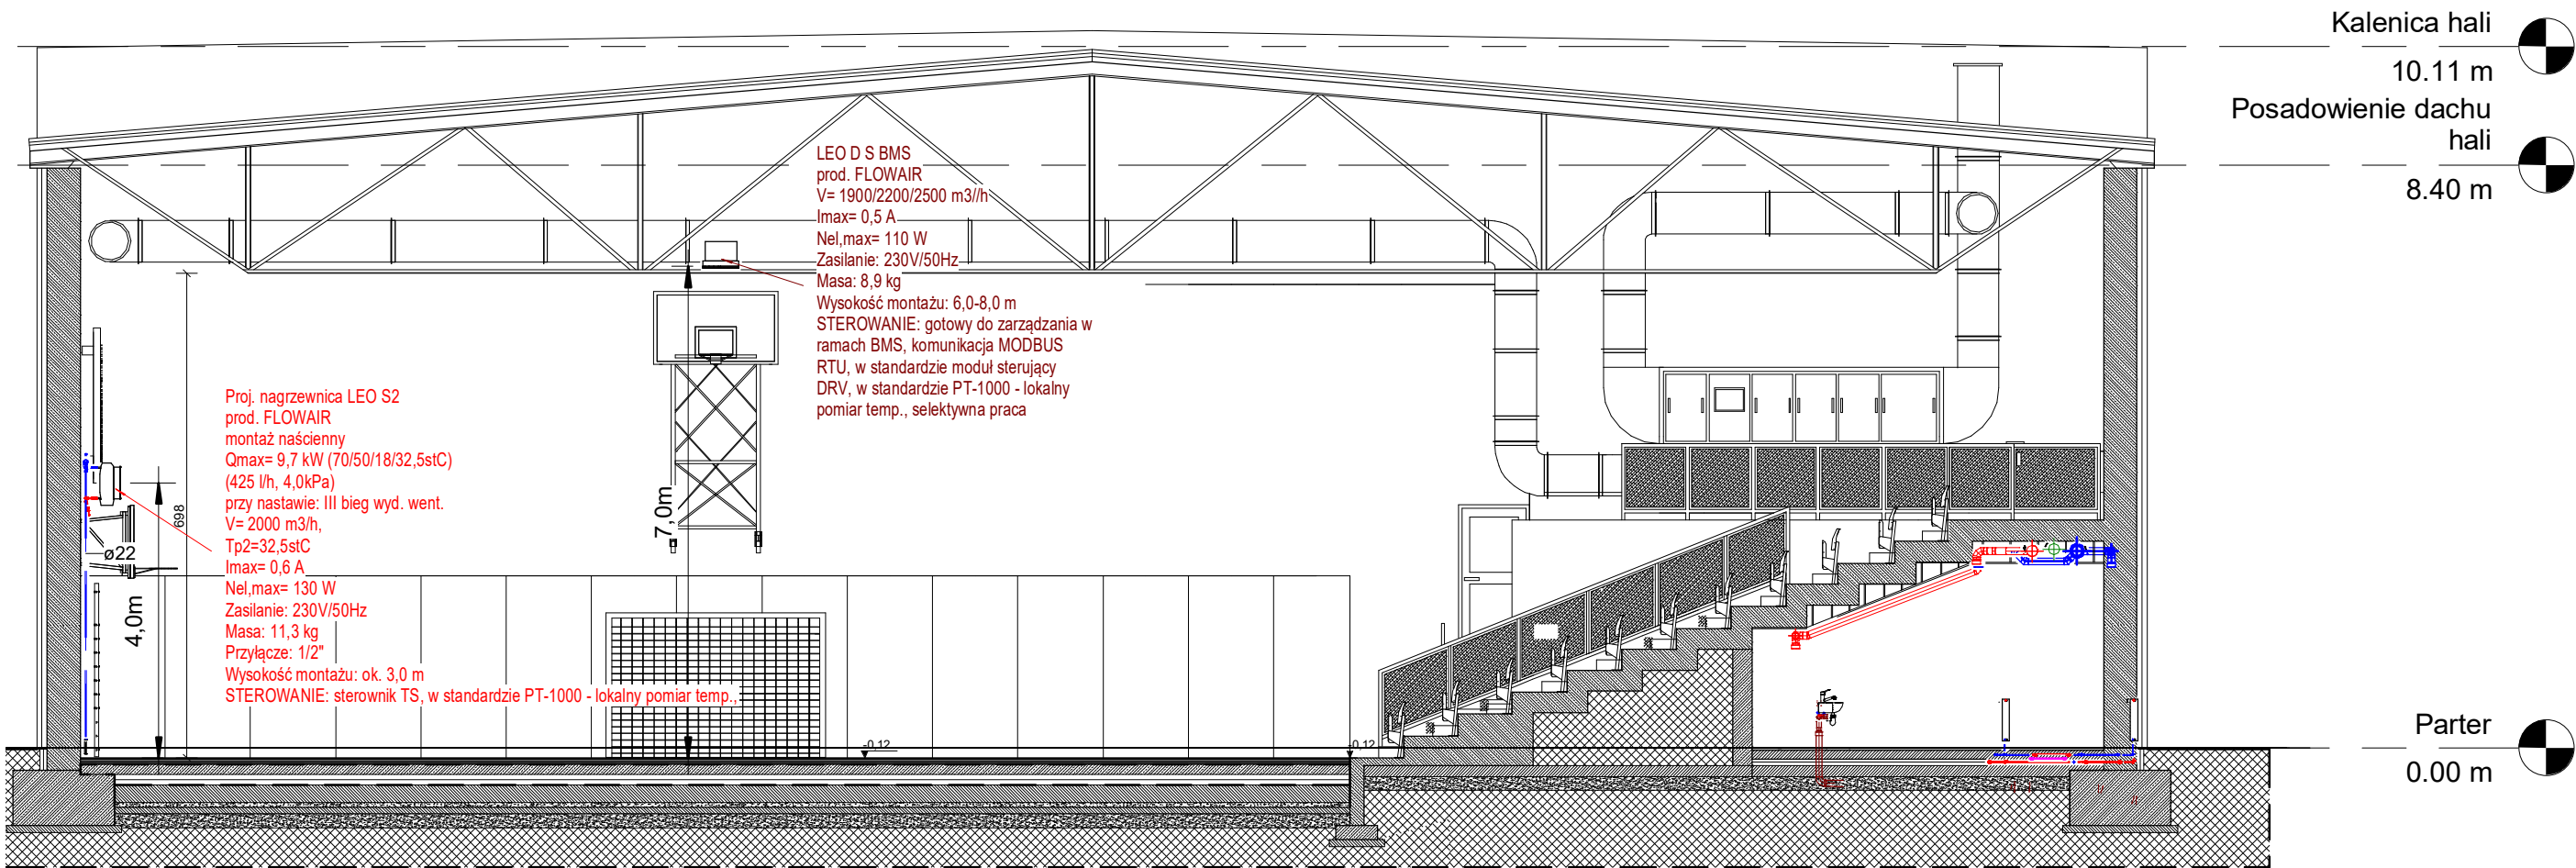 Kalenica hali
10.11 m
Posadowienie dachu
hali
8.40 m
LEO D S BMS
prod. FLOWAIR
V= 1900/2200/2500 m3//h
Imax= 0,5 A
Nel,max= 110 W
Zasilanie: 230V/50Hz
Masa: 8,9 kg
Wysokość montażu: 6,0-8,0 m
STEROWANIE: gotowy do zarządzania w
ramach BMS, komunikacja MODBUS
RTU, w standardzie moduł sterujący
DRV, w standardzie PT-1000 - lokalny
pomiar temp., selektywna praca
Proj. nagrzewnica LEO S2
prod. FLOWAIR
montaż naścienny
Qmax= 9,7 kW (70/50/18/32,5stC)
(425 l/h, 4,0kPa)
przy nastawie: III bieg wyd. went.
V= 2000 m3/h,
Tp2=32,5stC
Imax= 0,6 A
Nel,max= 130 W
Zasilanie: 230V/50Hz
Masa: 11,3 kg
Przyłącze: 1/2"
Wysokość montażu: ok. 3,0 m
STEROWANIE: sterownik TS, w standardzie PT-1000 - lokalny pomiar temp.,
698
ø22
4,0m
7,0m
-0,12
-0,12
Parter
0.00 m